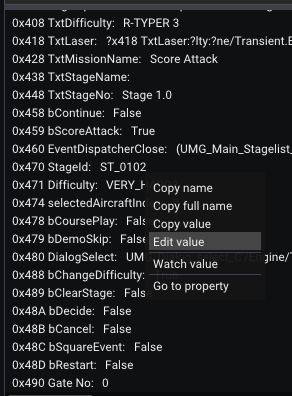 0x408 TxtDifficulty: R-TYPER 3
0x418 TxtLaser: ?x418 TxtLaser:?lty:?ne/Transient.E
0x428 TxtMissionName: Score Attack
0x438 TxtStageName:
0x448 TxtStageNo: Stage 1.0
0x458 bContinue: False
0x459 bScoreAttack: True
0x460 EventDispatcherClose: (UMG_Main_Stagelist_
0x470 StageId: ST_0102
0x471 Difficulty: VERY_H
0x474 selectedAircraftInd
0x478 bCoursePlay: Fals
0x479 bDemoSkip: False
0x480 DialogSelect: UM
0x488 bChangeDifficulty:
0x489 bClearStage: False
0x48A bDecide: False
0x48B bCancel: False
0x48C bSquareEvent: False
0x48D bRestart: False
0x490 Gate No: 0
Copy name
Copy full name
Copy value
Edit value
Watch value
Go to property